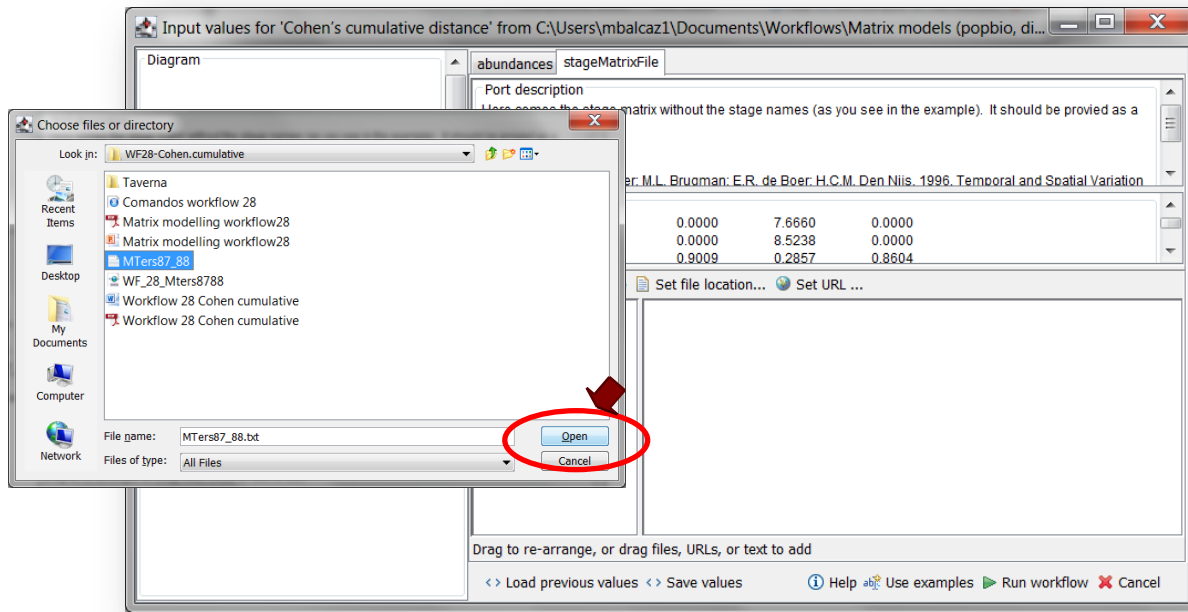 Input values for 'Cohen's cumulative distance' from C:\Users\mbalcaz1\Documents\Workflows\Matrix models (popbio, di...
Diagram
abundances stageMatrixFile
Port description
matrix without the stage names (as you see in the example). It should be provied as a
M.L. Brugman; E.R. de Boer; H.C.M. Den Nijs. 1996. Temporal and Spatial Variation
0.0000 7.6660 0.0000
0.0000 8.5238 0.0000
0.9009 0.2857 0.8604
Set file location... Set URL ...
Drag to re-arrange, or drag files, URLs, or text to add
<> Load previous values <> Save values Help Use examples Run workflow Cancel
Choose files or directory
Look in: WF28-Cohen.cumulative
Recent
Items
Desktop
My
Documents
Computer
Network
Taverna
Comandos workflow 28
Matrix modelling workflow28
Matrix modelling workflow28
MTers87_88
WF_28_Mters8788
Workflow 28 Cohen cumulative
Workflow 28 Cohen cumulative
File name: MTers87_88.txt Open
Files of type: All Files Cancel